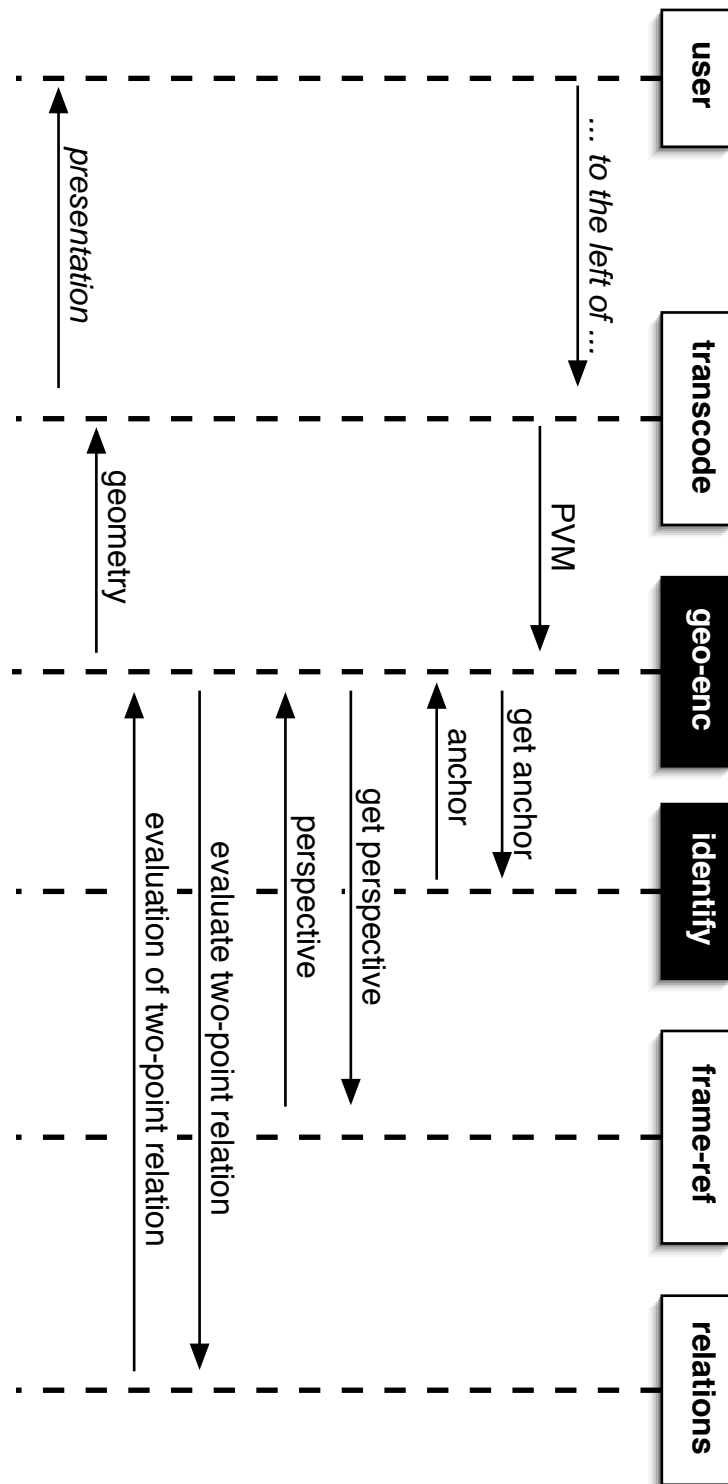 user
transcode
geo-enc
identify
frame-ref
relations
... to the left of ...
PVM
get anchor
anchor
get perspective
perspective
evaluate two-point relation
evaluation of two-point relation
geometry
presentation